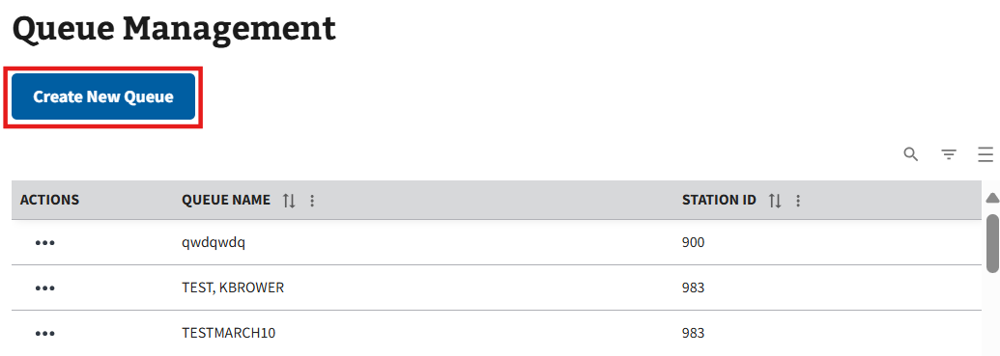 Queue Management
Create New Queue
ACTIONS QUEUE NAME STATION ID
qwdqwdq 900
TEST, KBROWER 983
TESTMARCH10 983